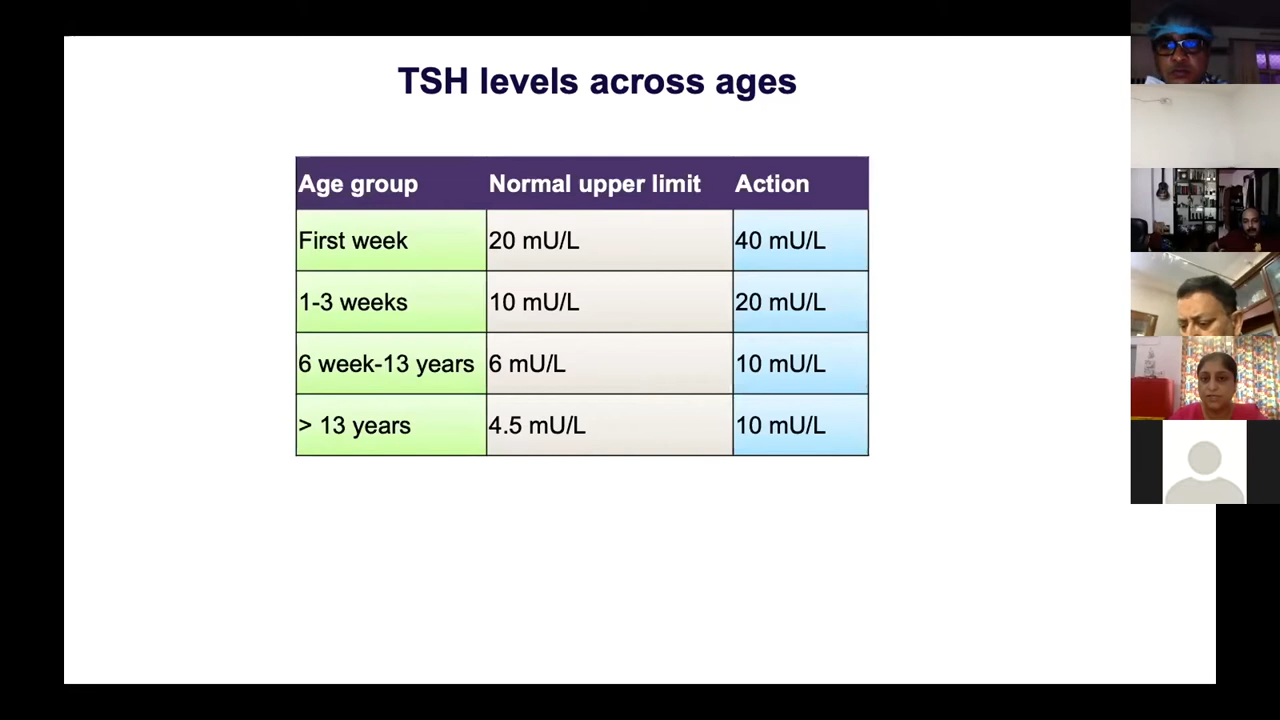 TSH levels across ages
Age group Normal upper limit Action
First week 20 mU/L 40 mU/L
1-3 weeks 10 mU/L 20 mU/L
6 week-13 years 6 mU/L 10 mU/L
> 13 years 4.5 mU/L 10 mU/L